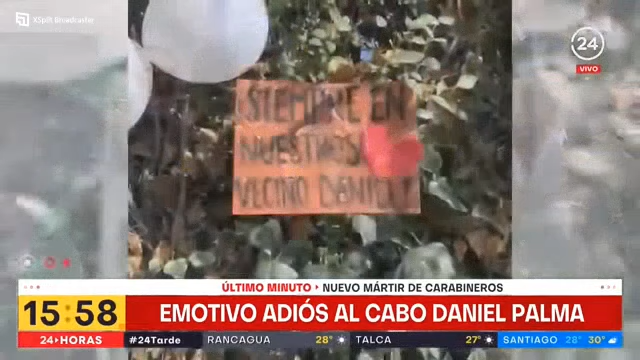 XSplit Broadcaster
24
VIVO
SIEMPRE EN
NUESTROS
VECINO DANIEL
ÚLTIMO MINUTO NUEVO MÁRTIR DE CARABINEROS
15:58
EMOTIVO ADIÓS AL CABO DANIEL PALMA
24HORAS
#24Tarde
RANCAGUA 28° TALCA 27° SANTIAGO 28° 30°